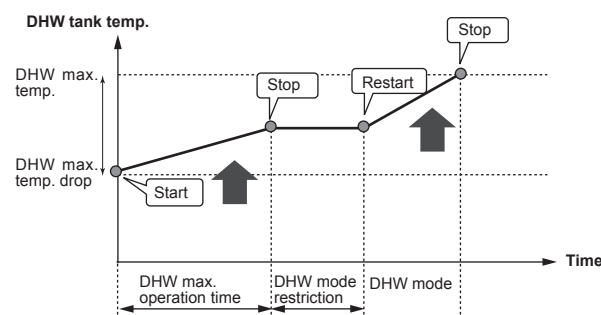 DHW tank temp.
Stop
DHW max.
temp.
Stop
Restart
DHW max.
temp. drop
Start
Time
DHW max.
operation time
DHW mode
restriction
DHW mode